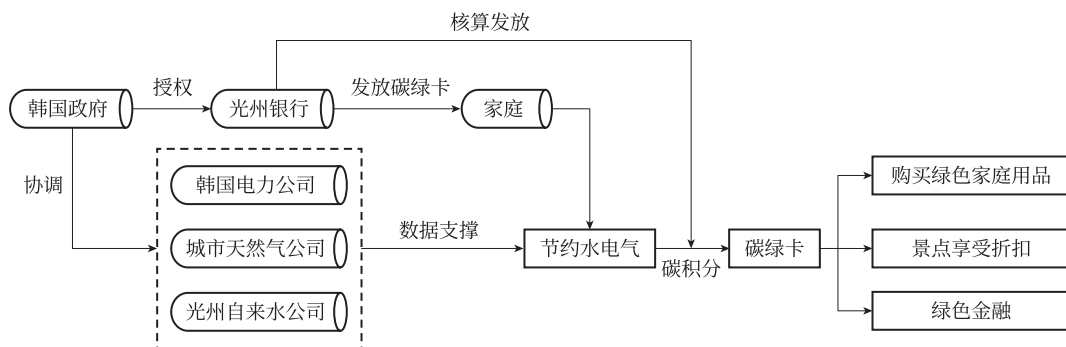 核算发放
韩国政府
授权
光州银行
发放碳绿卡
家庭
协调
韩国电力公司
城市天然气公司
光州自来水公司
数据支撑
节约水电气
碳积分
碳绿卡
购买绿色家庭用品
景点享受折扣
绿色金融